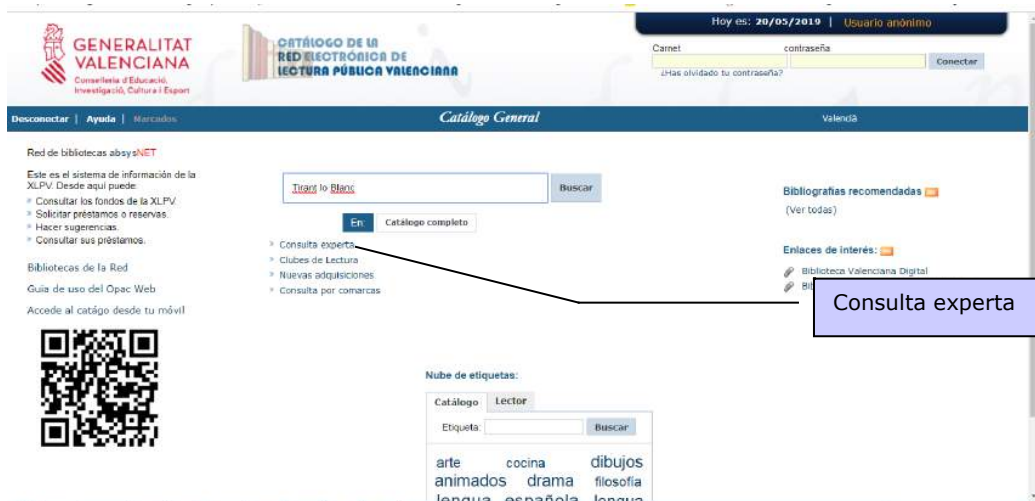 Hoy es: 20/05/2019 | Usuario anónimo
GENERALITAT
VALENCIANA
Conselleria d'Educació,
Investigació, Cultura i Esport
CATÁLOGO DE LA
RED ELECTRÓNICA DE
LECTURA PÚBLICA VALENCIANA
Carnet contraseña
Conectar
¿Has olvidado tu contraseña?
Desconectar | Ayuda | Marcados Catálogo General Valencià
Red de bibliotecas absysNET
Este es el sistema de información de la
XLPV. Desde aquí puede:
Consultar los fondos de la XLPV.
Solicitar préstamos o reservas.
Hacer sugerencias.
Consultar sus préstamos.
Bibliotecas de la Red
Guía de uso del Opac Web
Accede al catágo desde tu móvil
Tirant lo Blanc Buscar
En: Catálogo completo
Consulta experta
Clubes de Lectura
Nuevas adquisiciones
Consulta por comarcas
Bibliografías recomendadas
(Ver todas)
Enlaces de interés:
Biblioteca Valenciana Digital
Consulta experta
Nube de etiquetas:
Catálogo Lector
Etiqueta: Buscar
arte cocina dibujos
animados drama filosofía
lengua española lengua